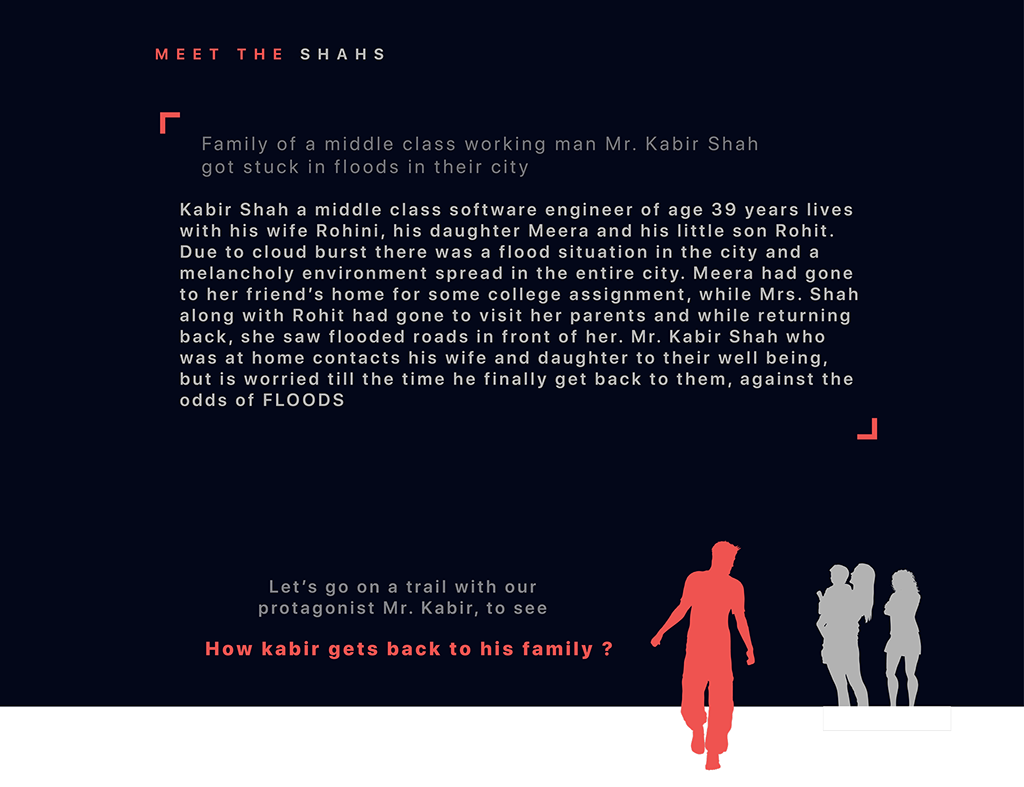 MEET THE SHAHS
Family of a middle class working man Mr. Kabir Shah
got stuck in floods in their city
Kabir Shah a middle class software engineer of age 39 years lives
with his wife Rohini, his daughter Meera and his little son Rohit.
Due to cloud burst there was a flood situation in the city and a
melancholy environment spread in the entire city. Meera had gone
to her friend’s home for some college assignment, while Mrs. Shah
along with Rohit had gone to visit her parents and while returning
back, she saw flooded roads in front of her. Mr. Kabir Shah who
was at home contacts his wife and daughter to their well being,
but is worried till the time he finally get back to them, against the
odds of FLOODS
Let’s go on a trail with our
protagonist Mr. Kabir, to see
How kabir gets back to his family ?